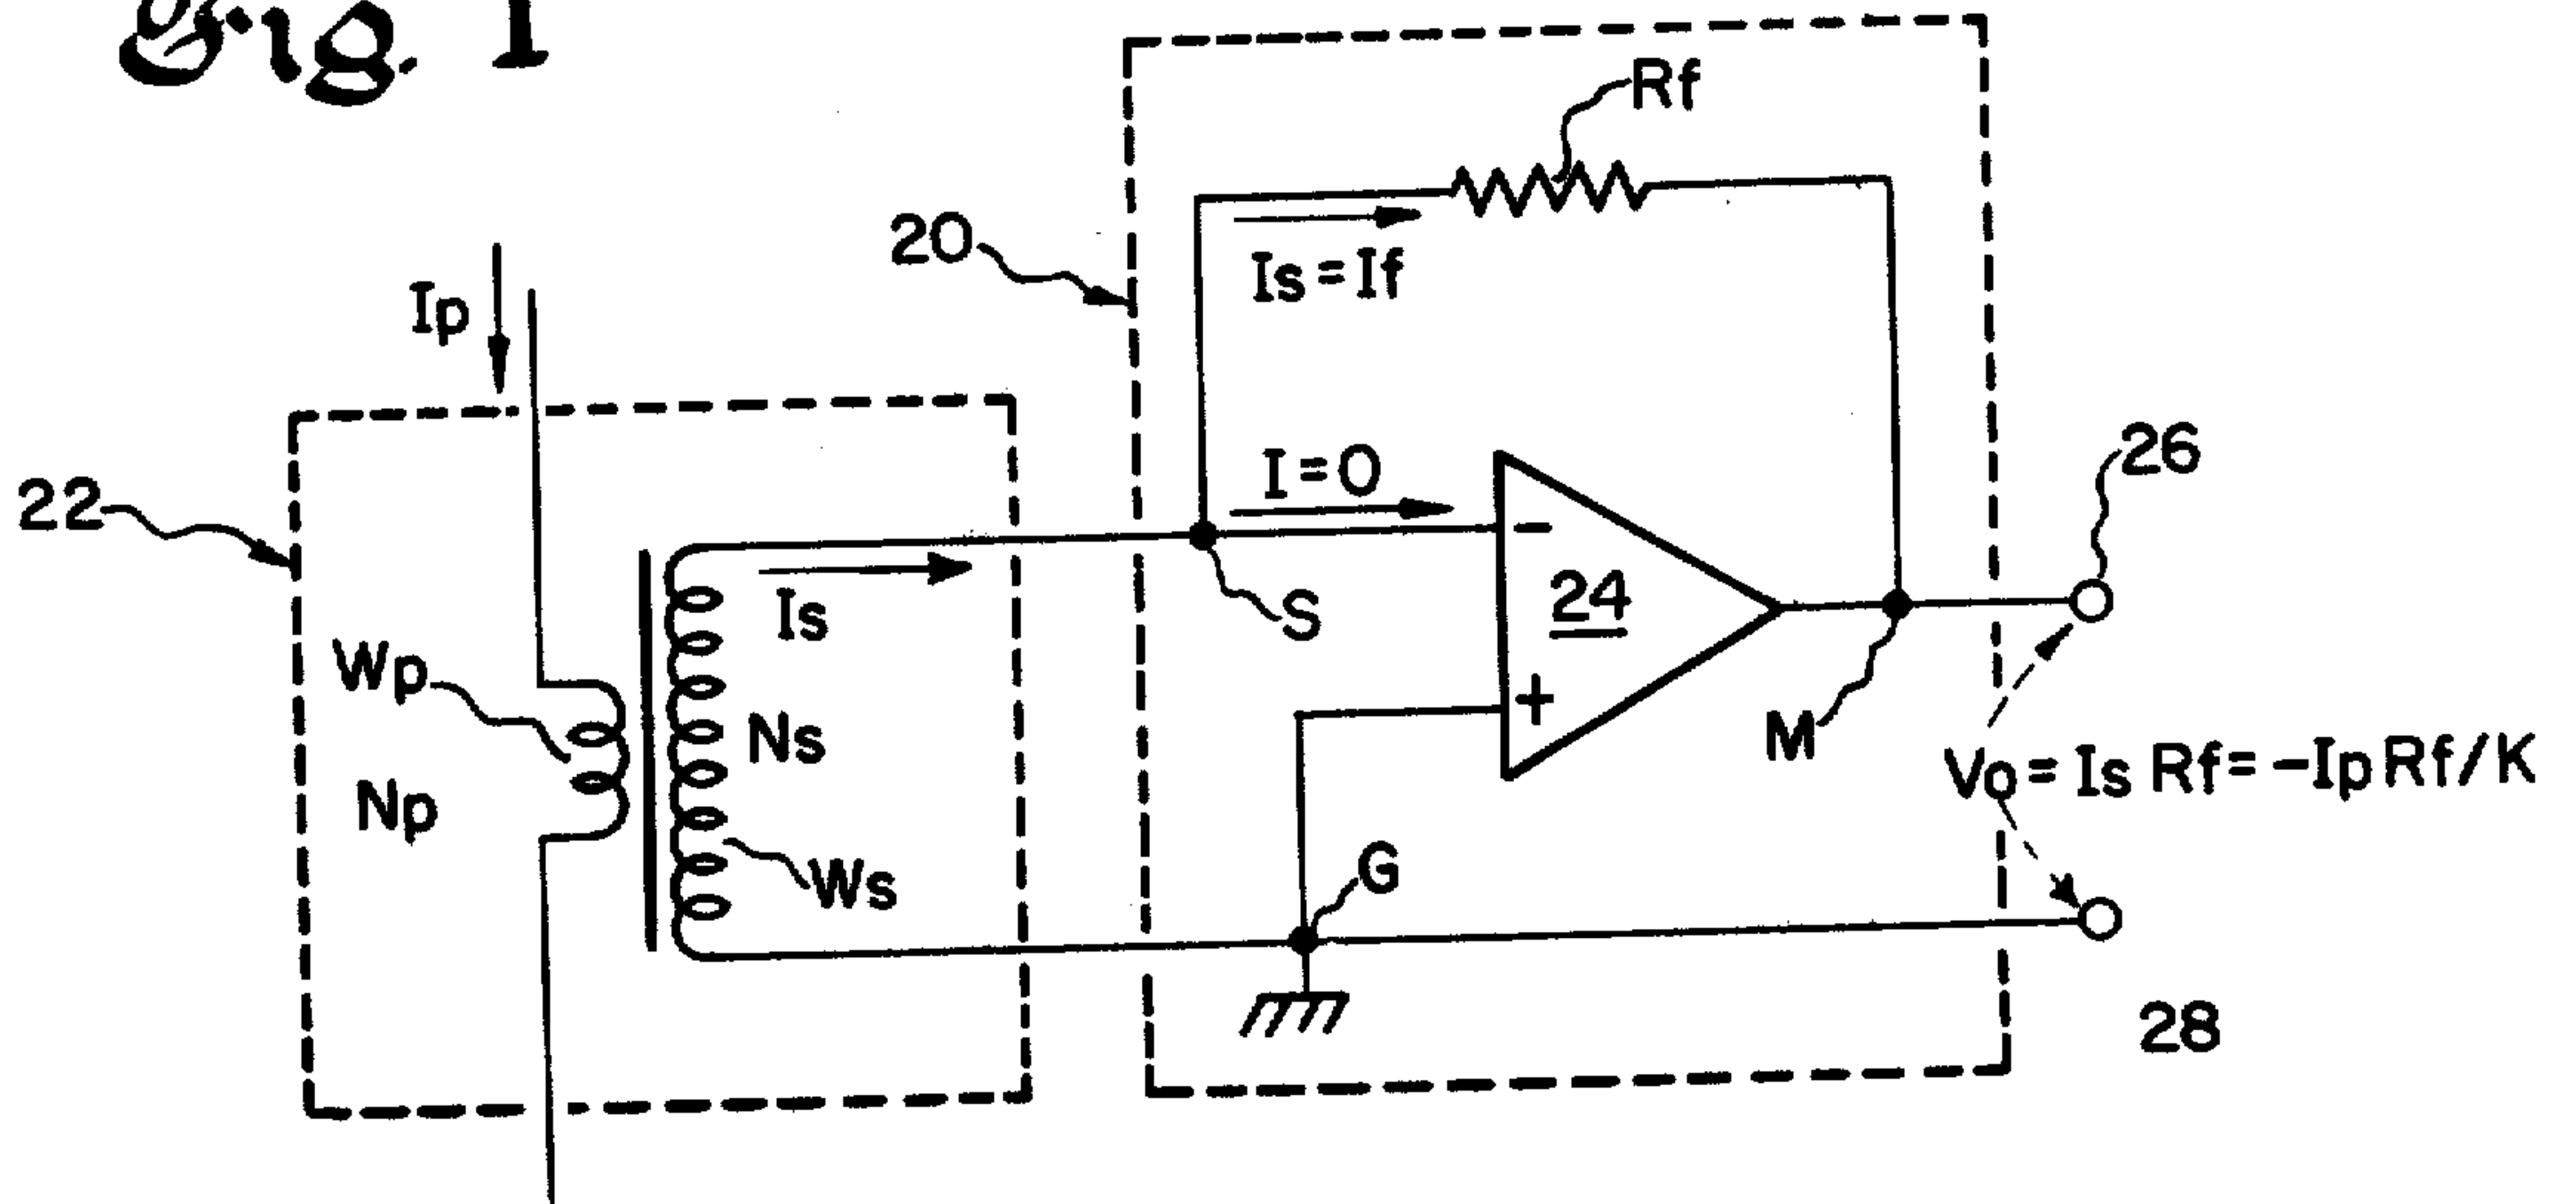 Fig. 1
Rf
20
Is = If
Ip
I = O
26
22
24
Is
S
Wp
Ns
M
Vo = Is Rf = -Ip Rf / K
Np
Ws
G
28
-
+